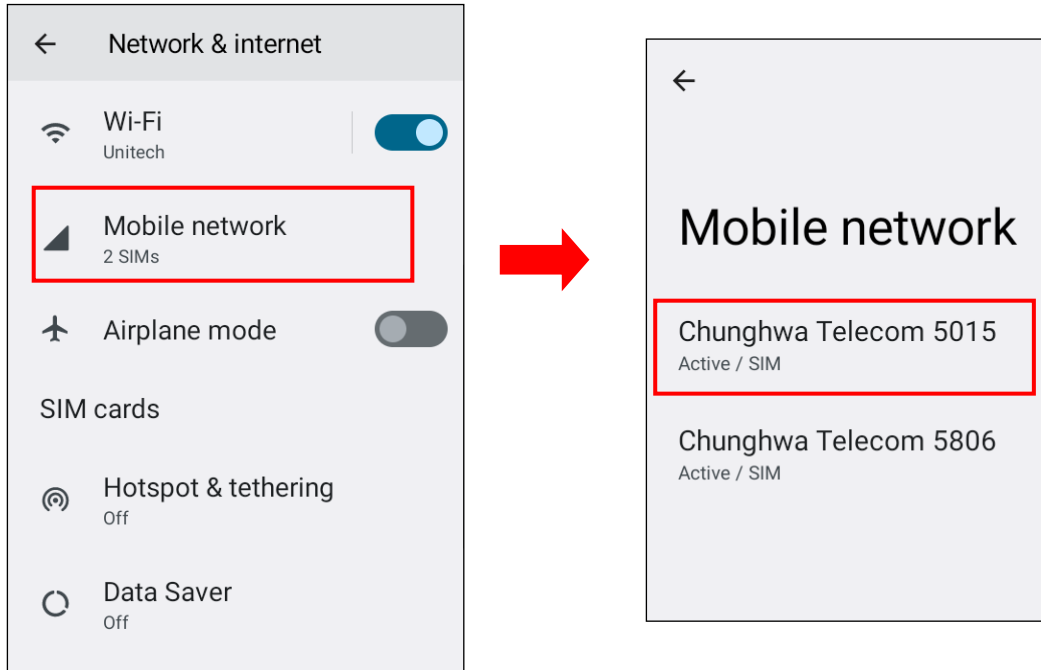 Network & internet
Wi-Fi
Unitech
Mobile network
2 SIMs
Airplane mode
SIM cards
Hotspot & tethering
Off
Data Saver
Off
Mobile network
Chunghwa Telecom 5015
Active / SIM
Chunghwa Telecom 5806
Active / SIM